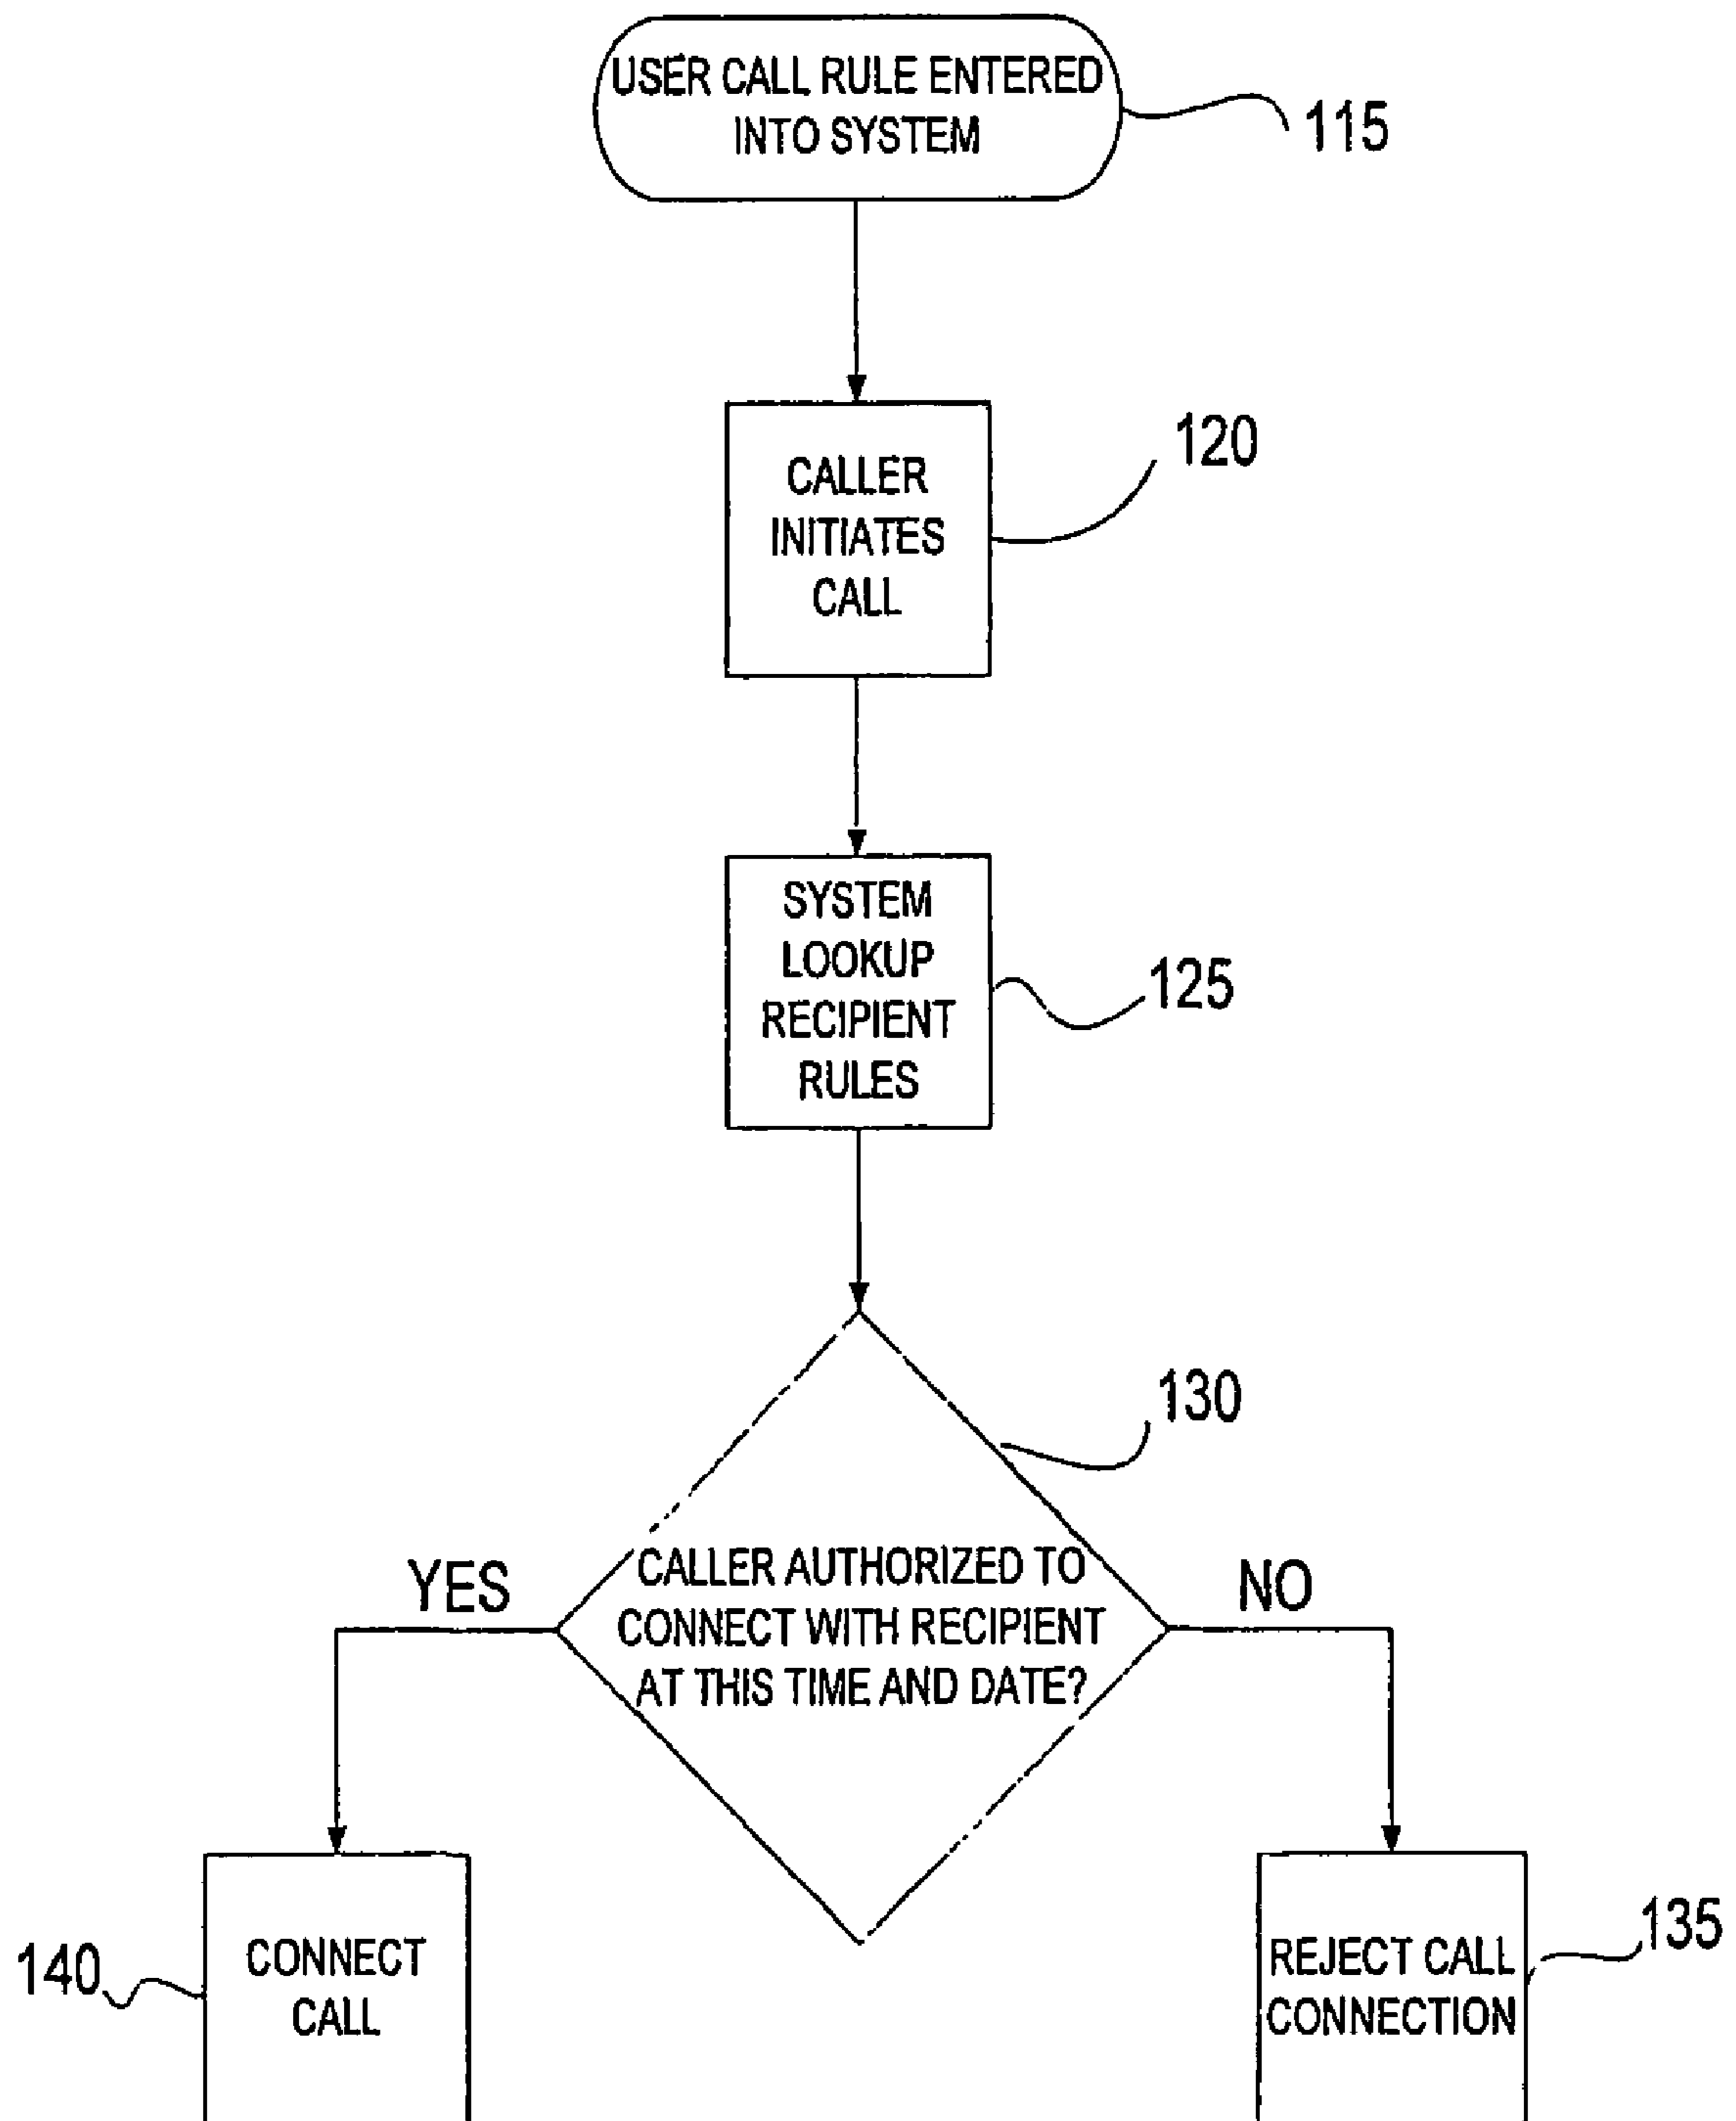 USER CALL RULE ENTERED
INTO SYSTEM
115
CALLER
INITIATES
CALL
120
SYSTEM
LOOKUP
RECIPIENT
RULES
125
130
CALLER AUTHORIZED TO
CONNECT WITH RECIPIENT
AT THIS TIME AND DATE?
YES
NO
140
CONNECT
CALL
REJECT CALL
CONNECTION
135